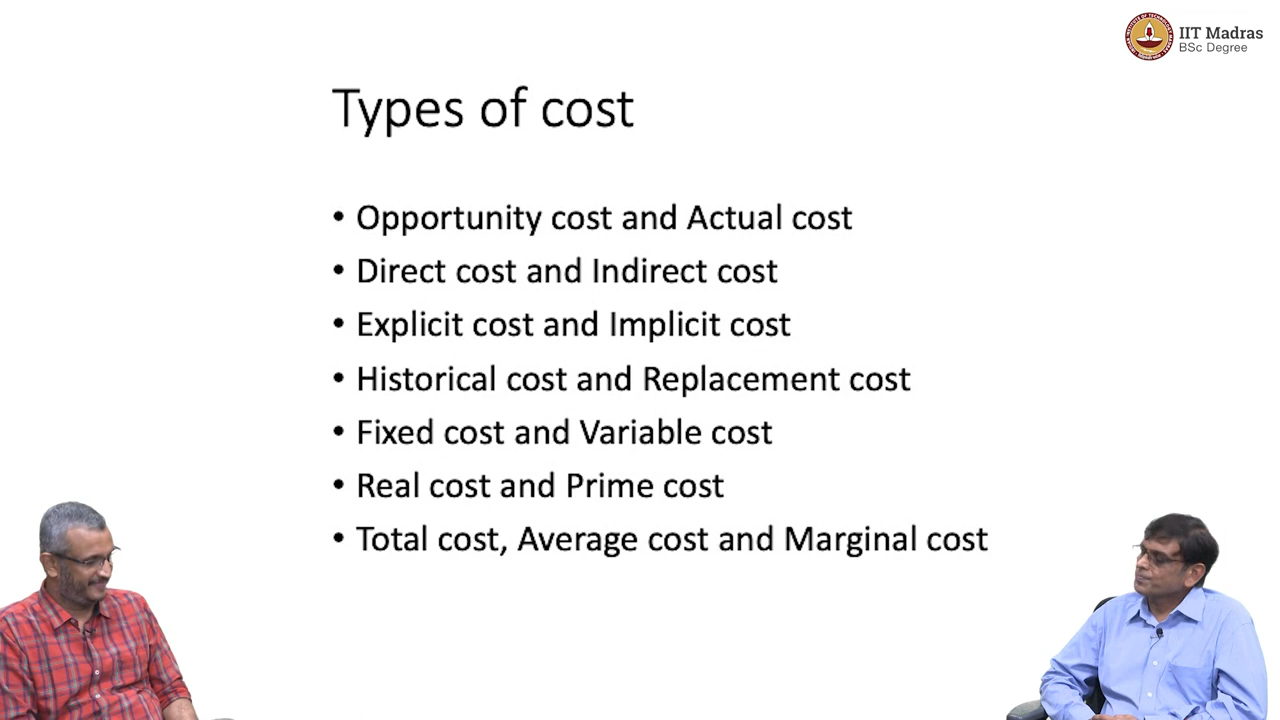 IIT Madras
BSc Degree
Types of cost
• Opportunity cost and Actual cost
• Direct cost and Indirect cost
• Explicit cost and Implicit cost
• Historical cost and Replacement cost
• Fixed cost and Variable cost
• Real cost and Prime cost
• Total cost, Average cost and Marginal cost